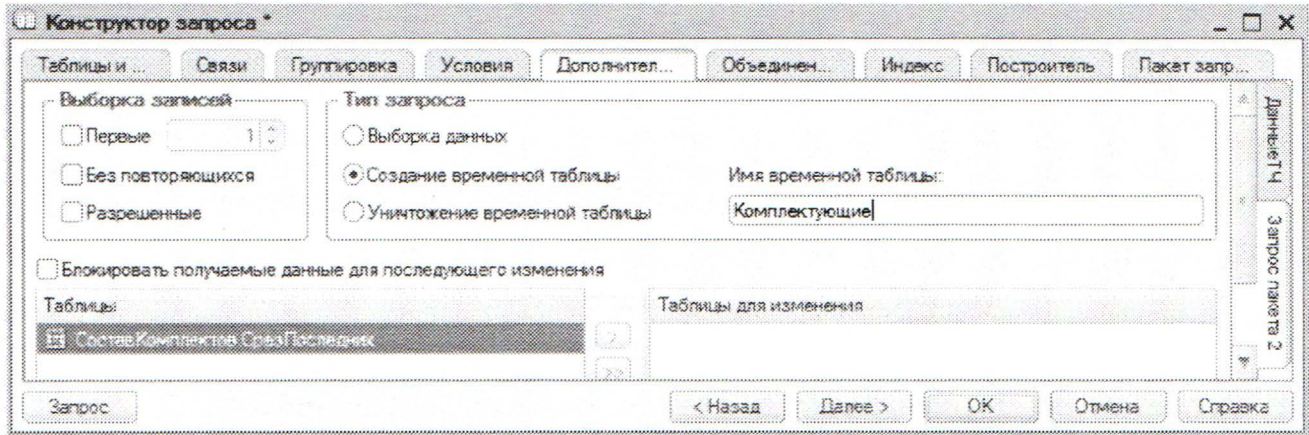 Конструктор запроса *
Таблицы и ... Связи Группировка Условия Дополнител... Объединен... Индекс Построитель Пакет запр...
Выборка записей
Первые 1
Без повторяющихся
Разрешенные
Тип запроса
Выборка данных
Создание временной таблицы
Уничтожение временной таблицы
Имя временной таблицы:
Комплектующие
Блокировать получаемые данные для последующего изменения
Таблицы
СоставКомплектов.СрезПоследних
>
>>
Таблицы для изменения
ДанныеТЧ
Запрос пакета 2
Запрос
< Назад Далее > OK Отмена Справка